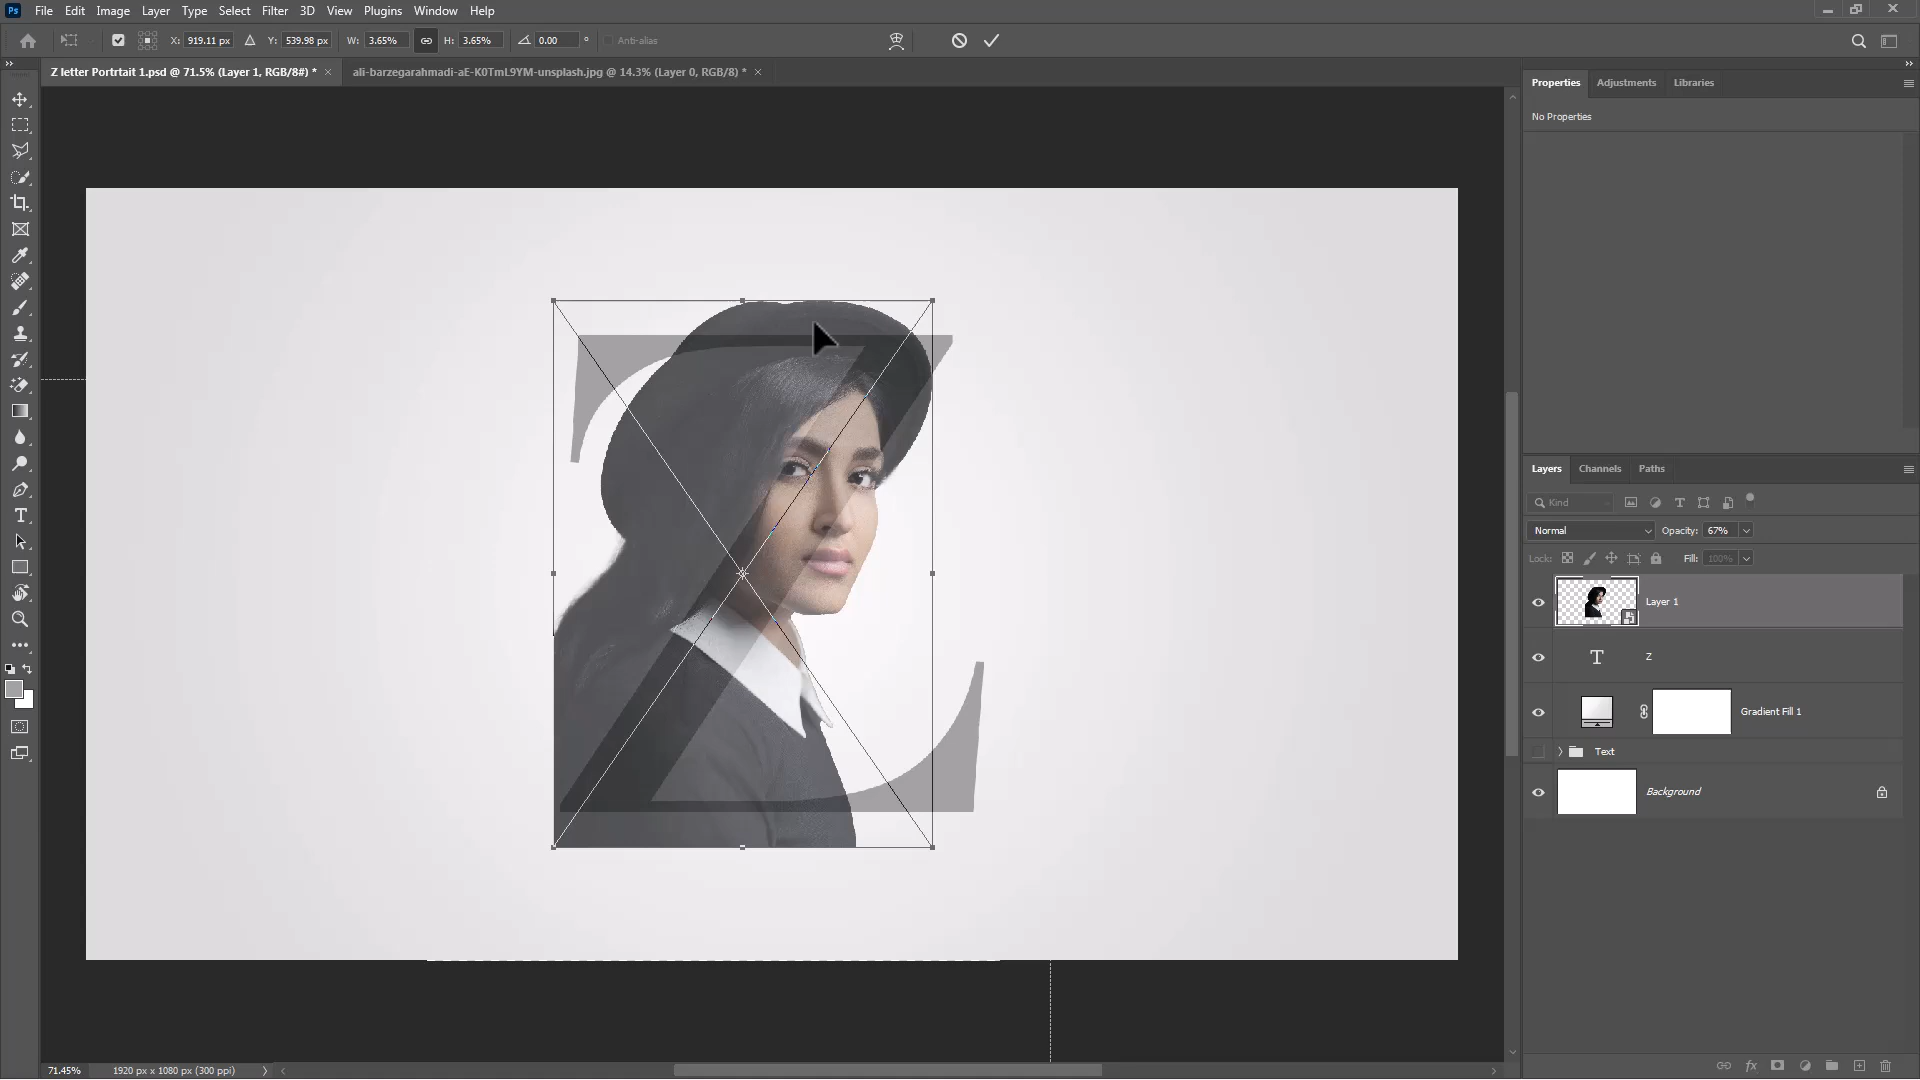 Ps File Edit Image Layer Type Select Filter 3D View Plugins Window Help
X: 919.11 px Y: 539.98 px W: 3.65% H: 3.65% 0.00 ° Anti-alias
Z letter Portrtait 1.psd @ 71.5% (Layer 1, RGB/8#) * × ali-barzegarahmadi-aE-K0TmL9YM-unsplash.jpg @ 14.3% (Layer 0, RGB/8) * ×
Properties Adjustments Libraries
No Properties
Z
Layers Channels Paths
Kind
Normal Opacity: 67%
Lock: Fill: 100%
Layer 1
T Z
Gradient Fill 1
Text
Background
71.45% 1920 px x 1080 px (300 ppi)